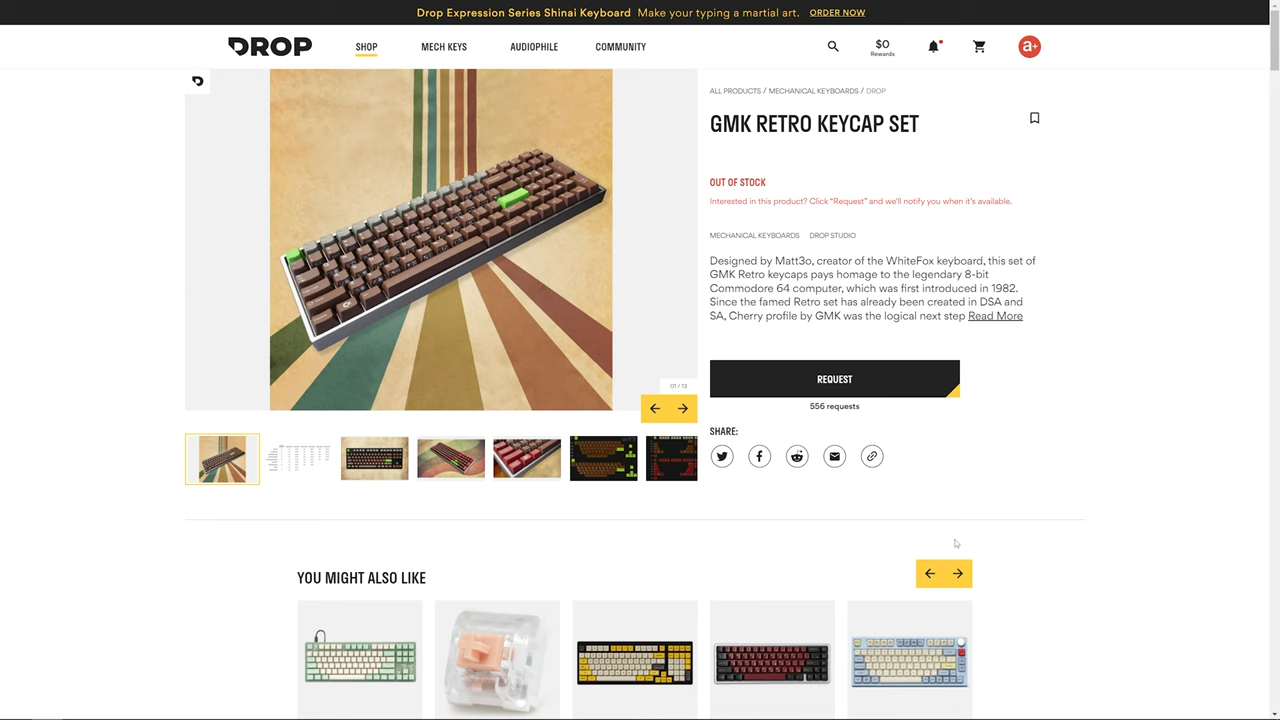 Drop Expression Series Shinai Keyboard Make your typing a martial art. ORDER NOW
DROP
SHOP
MECH KEYS
AUDIOPHILE
COMMUNITY
$0
Rewards
a+
ALL PRODUCTS / MECHANICAL KEYBOARDS / DROP
GMK RETRO KEYCAP SET
OUT OF STOCK
Interested in this product? Click "Request" and we'll notify you when it's available.
MECHANICAL KEYBOARDS DROP STUDIO
Designed by Matt3o, creator of the WhiteFox keyboard, this set of
GMK Retro keycaps pays homage to the legendary 8-bit
Commodore 64 computer, which was first introduced in 1982.
Since the famed Retro set has already been created in DSA and
SA, Cherry profile by GMK was the logical next step Read More
01 / 13
REQUEST
556 requests
SHARE:
YOU MIGHT ALSO LIKE